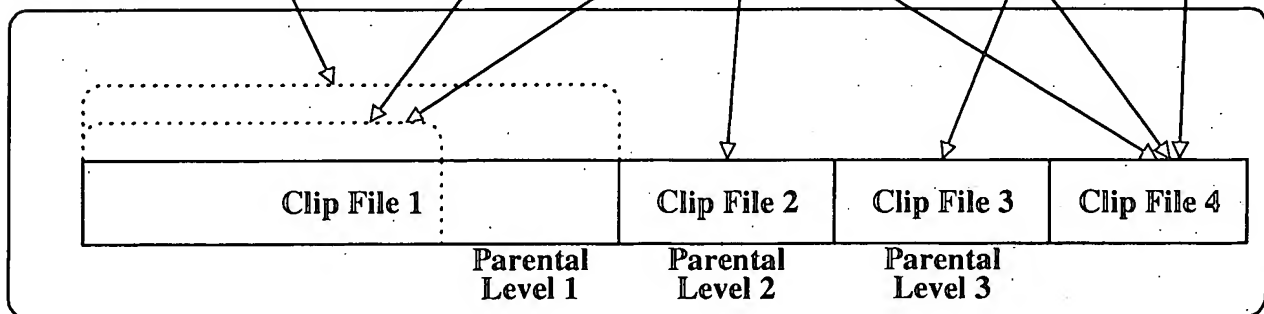 Clip File 1 Clip File 2 Clip File 3 Clip File 4
Parental Parental Parental
Level 1 Level 2 Level 3